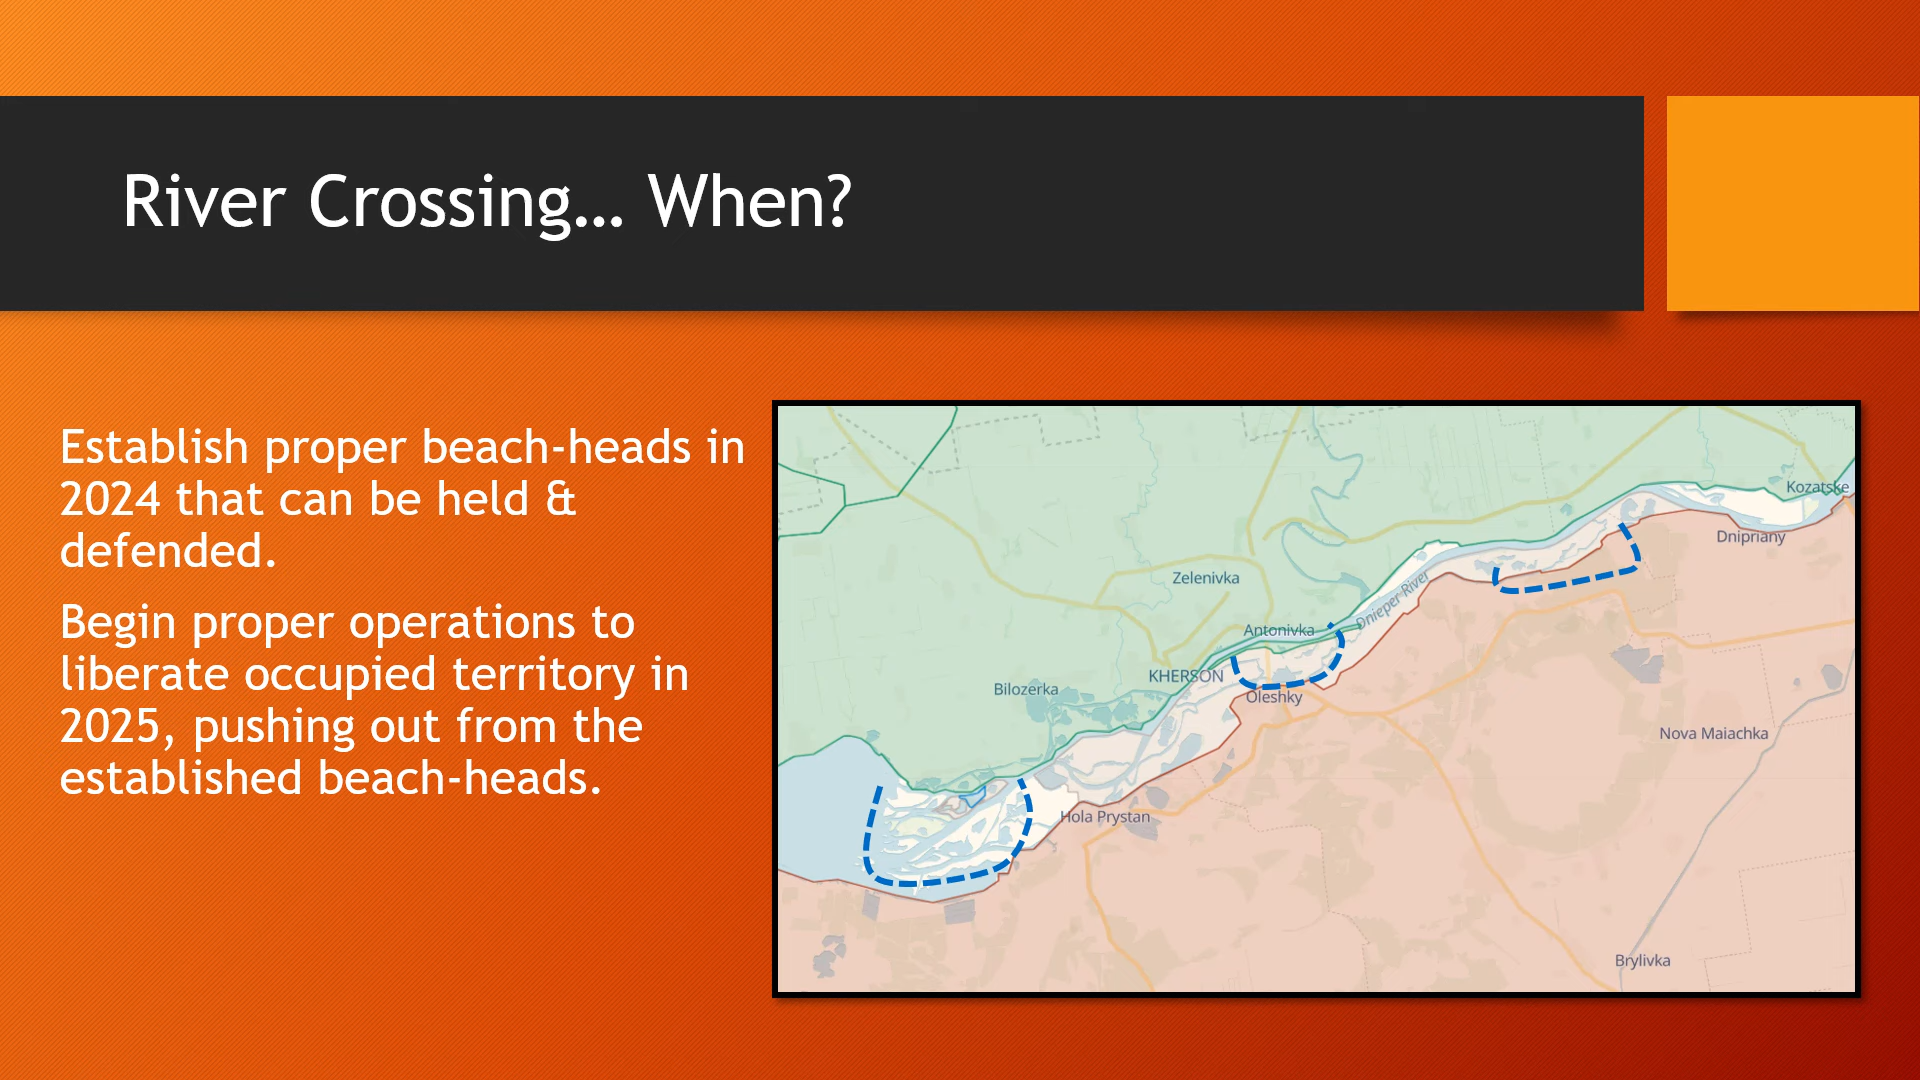 River Crossing... When?
Establish proper beach-heads in
2024 that can be held &
defended.
Begin proper operations to
liberate occupied territory in
2025, pushing out from the
established beach-heads.
Kozatske
Dnipriany
Zelenivka
Dnieper River
Antonivka
KHERSON
Bilozerka
Oleshky
Nova Maiachka
Hola Prystan
Brylivka